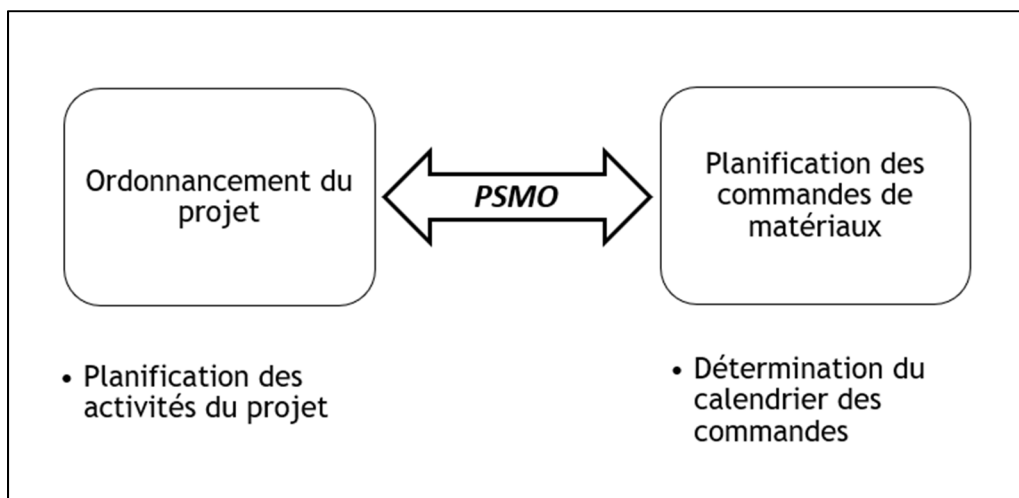 Ordonnancement du
projet
PSMO
Planification des
commandes de
matériaux
• Planification des
activités du projet
• Détermination du
calendrier des
commandes